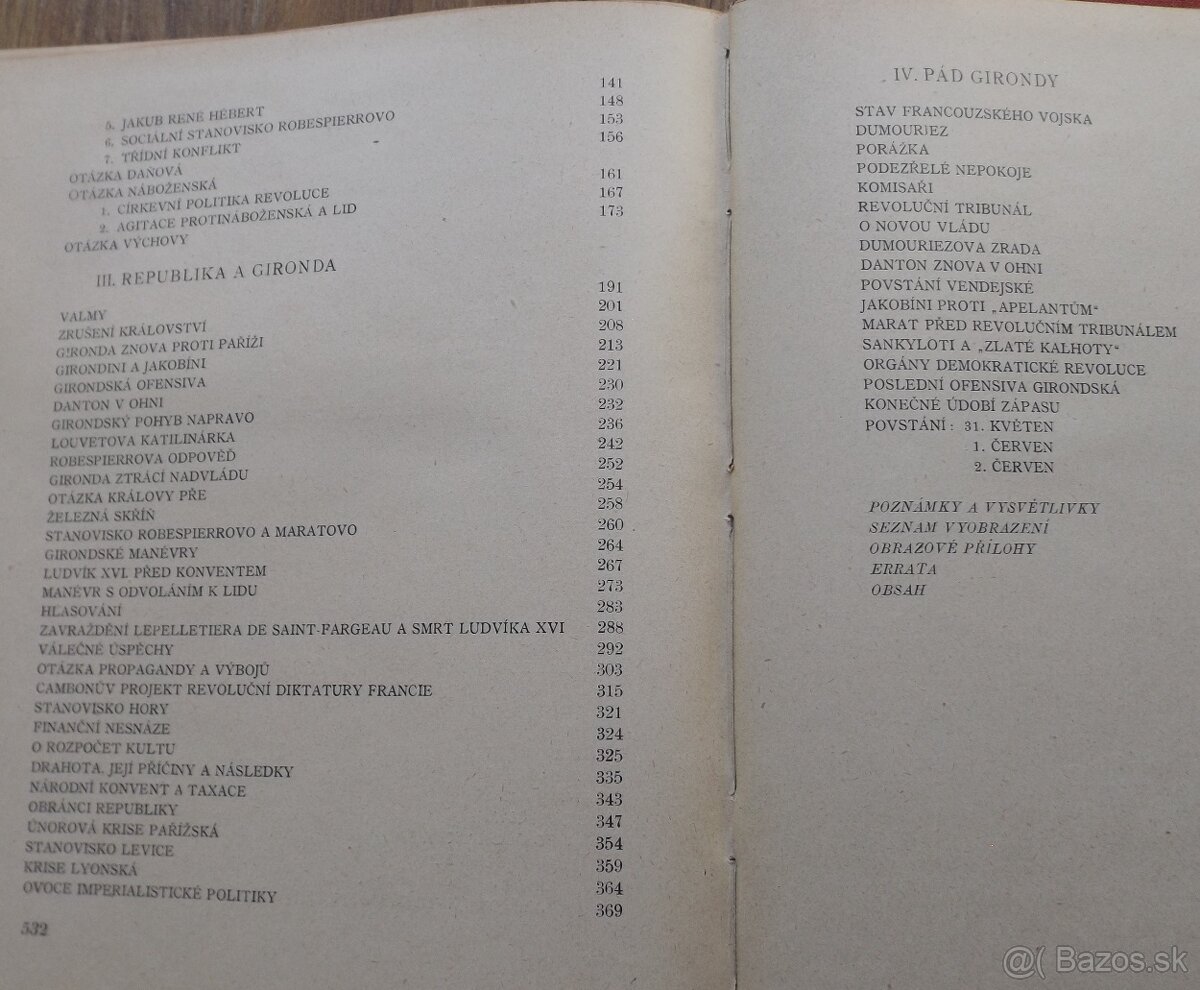 5. JAKUB RENÉ HÉBERT 141
6. SOCIÁLNÍ STANOVISKO ROBESPIERROVO 148
7. TŘÍDNÍ KONFLIKT 153
OTÁZKA DAŇOVÁ 156
OTÁZKA NÁBOŽENSKÁ
1. CÍRKEVNÍ POLITIKA REVOLUCE 161
2. AGITACE PROTINÁBOŽENSKÁ A LID 167
OTÁZKA VÝCHOVY 173
III. REPUBLIKA A GIRONDA
VALMY 191
ZRUŠENÍ KRÁLOVSTVÍ 201
GIRONDA ZNOVA PROTI PAŘÍŽI 208
GIRONDINI A JAKOBÍNI 213
GIRONDSKÁ OFENSIVA 221
DANTON V OHNI 230
GIRONDSKÝ POHYB NAPRAVO 232
LOUVETOVA KATILINÁRKA 236
ROBESPIERROVA ODPOVĚĎ 242
GIRONDA ZTRÁCÍ NADVLÁDU 252
OTÁZKA KRÁLOVY PŘE 254
ŽELEZNÁ SKŘÍŇ 258
STANOVISKO ROBESPIERROVO A MARATOVO 260
GIRONDSKÉ MANÉVRY 264
LUDVÍK XVI. PŘED KONVENTEM 267
MANÉVR S ODVOLÁNÍM K LIDU 273
HLASOVÁNÍ 283
ZAVRAŽDĚNÍ LEPELLETIERA DE SAINT-FARGEAU A SMRT LUDVÍKA XVI 288
VÁLEČNÉ ÚSPĚCHY 292
OTÁZKA PROPAGANDY A VÝBOJŮ 303
CAMBONŮV PROJEKT REVOLUČNÍ DIKTATURY FRANCIE 315
STANOVISKO HORY 321
FINANČNÍ NESNÁZE 324
O ROZPOČET KULTU 325
DRAHOTA, JEJÍ PŘÍČINY A NÁSLEDKY 335
NÁRODNÍ KONVENT A TAXACE 343
OBRÁNCI REPUBLIKY 347
ÚNOROVÁ KRISE PAŘÍŽSKÁ 354
STANOVISKO LEVICE 359
KRISE LYONSKÁ 364
OVOCE IMPERIALISTICKÉ POLITIKY 369
532
IV. PÁD GIRONDY
STAV FRANCOUZSKÉHO VOJSKA
DUMOURIEZ
PORÁŽKA
PODEZŘELÉ NEPOKOJE
KOMISAŘI
REVOLUČNÍ TRIBUNÁL
O NOVOU VLÁDU
DUMOURIEZOVA ZRADA
DANTON ZNOVA V OHNI
POVSTÁNÍ VENDEJSKÉ
JAKOBÍNI PROTI „APELANTŮM“
MARAT PŘED REVOLUČNÍM TRIBUNÁLEM
SANKYLOTI A „ZLATÉ KALHOTY“
ORGÁNY DEMOKRATICKÉ REVOLUCE
POSLEDNÍ OFENSIVA GIRONDSKÁ
KONEČNÉ ÚDOBÍ ZÁPASU
POVSTÁNÍ: 31. KVĚTEN
1. ČERVEN
2. ČERVEN
POZNÁMKY A VYSVĚTLIVKY
SEZNAM VYOBRAZENÍ
OBRAZOVÉ PŘÍLOHY
ERRATA
OBSAH
@( Bazos.sk